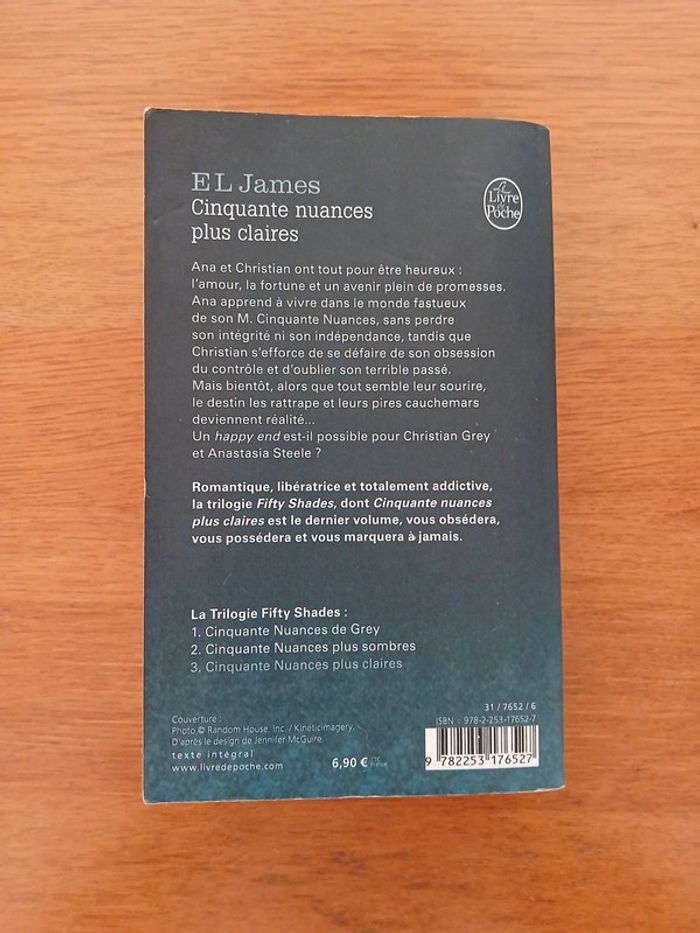 E L James
Cinquante nuances
plus claires
Le
Livre
de
Poche
Ana et Christian ont tout pour être heureux :
l'amour, la fortune et un avenir plein de promesses.
Ana apprend à vivre dans le monde fastueux
de son M. Cinquante Nuances, sans perdre
son intégrité ni son indépendance, tandis que
Christian s'efforce de se défaire de son obsession
du contrôle et d'oublier son terrible passé.
Mais bientôt, alors que tout semble leur sourire,
le destin les rattrape et leurs pires cauchemars
deviennent réalité...
Un happy end est-il possible pour Christian Grey
et Anastasia Steele ?
Romantique, libératrice et totalement addictive,
la trilogie Fifty Shades, dont Cinquante nuances
plus claires est le dernier volume, vous obsédera,
vous possédera et vous marquera à jamais.
La Trilogie Fifty Shades :
1. Cinquante Nuances de Grey
2. Cinquante Nuances plus sombres
3. Cinquante Nuances plus claires
Couverture :
Photo © Random House, Inc. / Kineticimagery.
D'après le design de Jennifer McGuire.
texte intégral
www.livredepoche.com
6,90 €
31 / 7652 / 6
ISBN : 978-2-253-17652-7
9 782253 176527